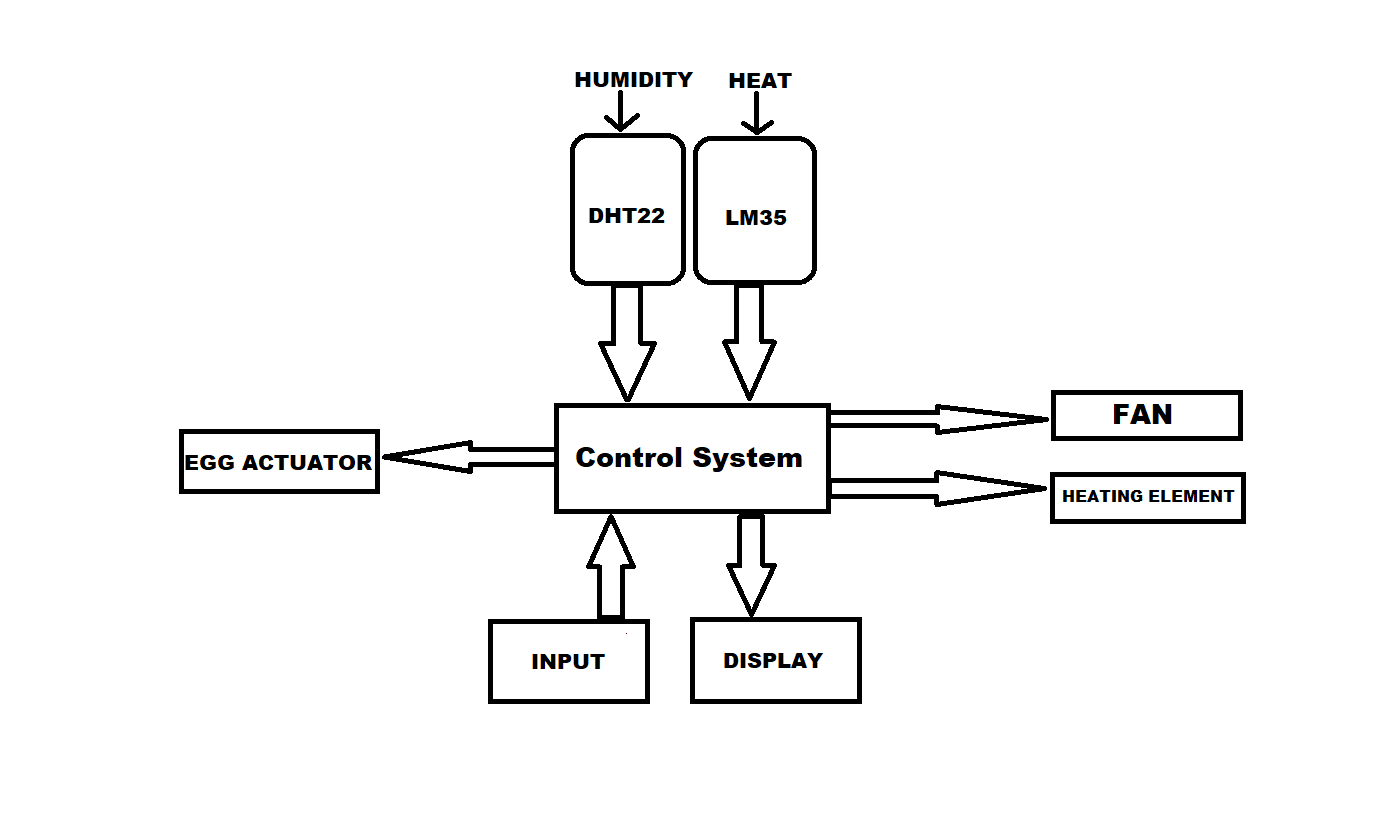 HUMIDITY
HEAT
DHT22
LM35
FAN
Control System
EGG ACTUATOR
HEATING ELEMENT
INPUT
DISPLAY